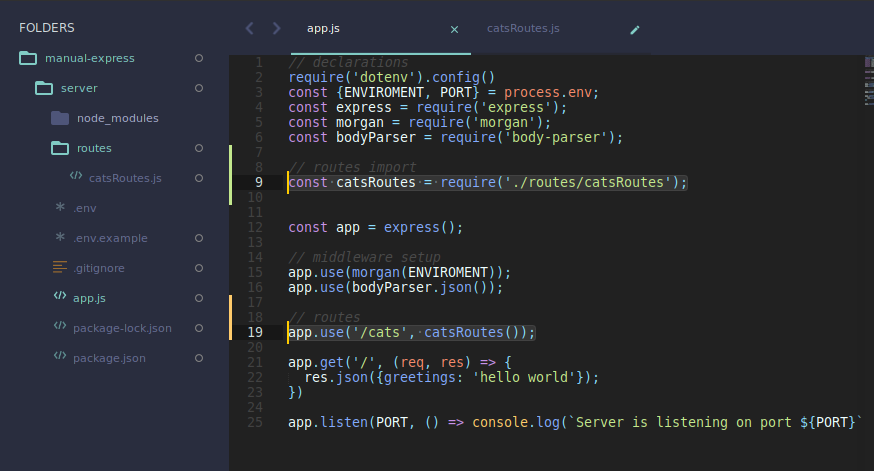 FOLDERS
manual-express
server
node_modules
routes
catsRoutes.js
.env
.env.example
.gitignore
app.js
package-lock.json
package.json
app.js
catsRoutes.js
1 // declarations
2 require('dotenv').config()
3 const {ENVIROMENT, PORT} = process.env;
4 const express = require('express');
5 const morgan = require('morgan');
6 const bodyParser = require('body-parser');
7
8 // routes import
9 const catsRoutes = require('./routes/catsRoutes');
10
11
12 const app = express();
13
14 // middleware setup
15 app.use(morgan(ENVIROMENT));
16 app.use(bodyParser.json());
17
18 // routes
19 app.use('/cats', catsRoutes());
20
21 app.get('/', (req, res) => {
22 res.json({greetings: 'hello world'});
23 })
24
25 app.listen(PORT, () => console.log(`Server is listening on port ${PORT}`